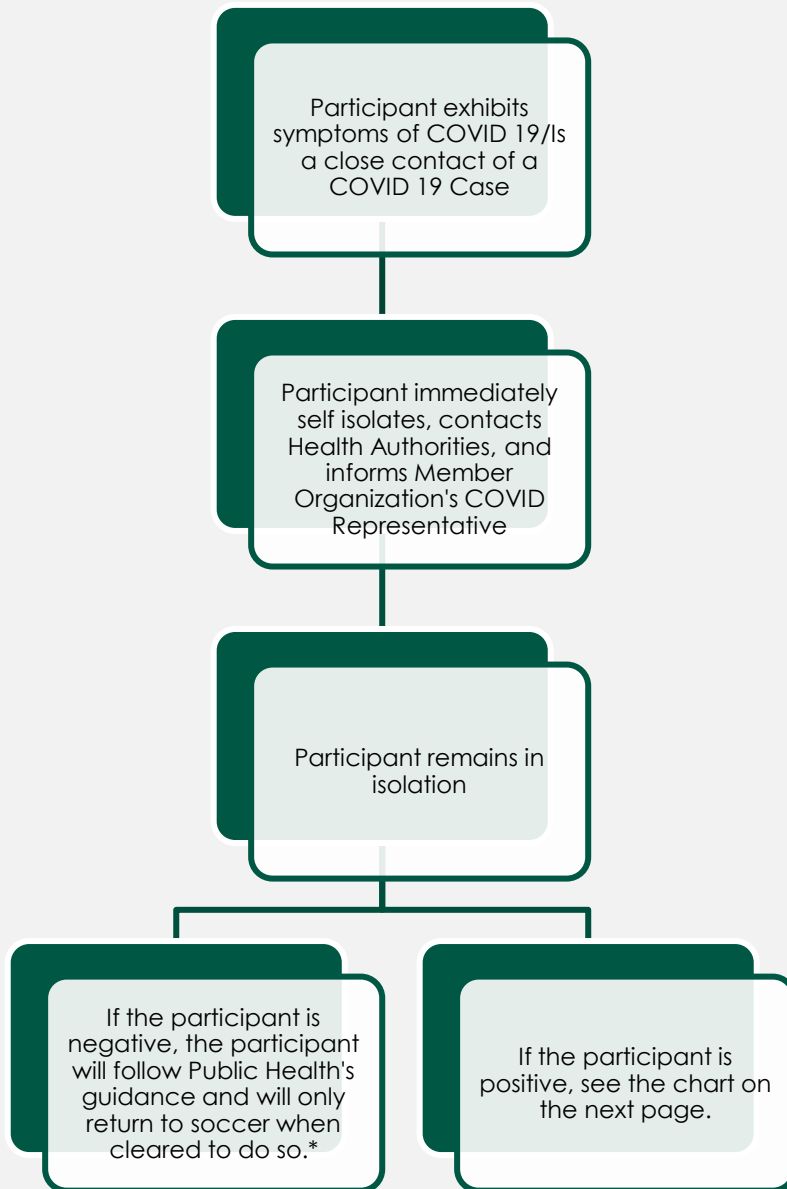 Participant exhibits
symptoms of COVID 19/Is
a close contact of a
COVID 19 Case
Participant immediately
self isolates, contacts
Health Authorities, and
informs Member
Organization's COVID
Representative
Participant remains in
isolation
If the participant is
negative, the participant
will follow Public Health's
guidance and will only
return to soccer when
cleared to do so.*
If the participant is
positive, see the chart on
the next page.